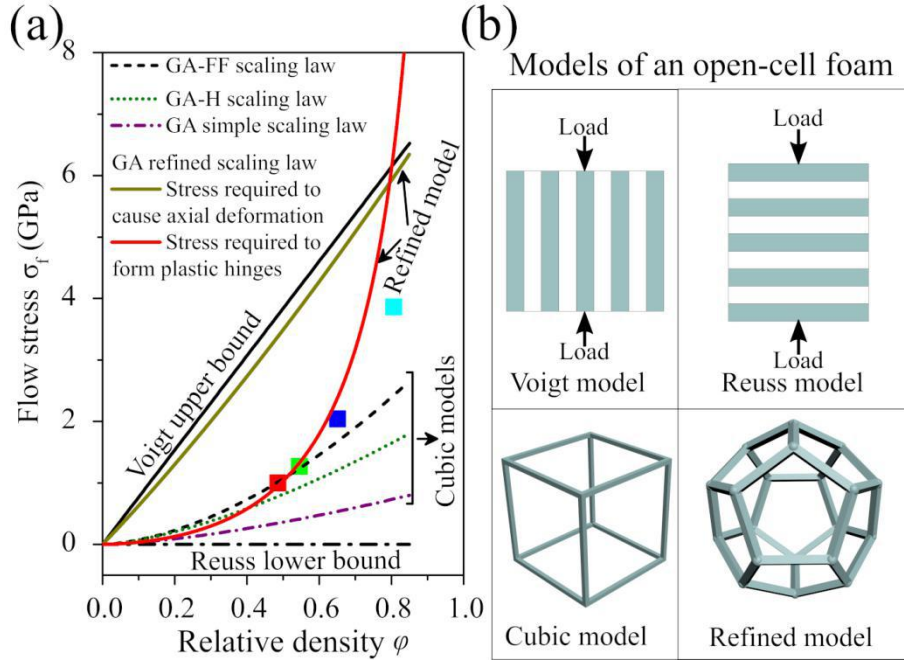 (a)
8
6
4
2
0
0.0 0.2 0.4 0.6 0.8 1.0
Flow stress σf (GPa)
Relative density φ
GA-FF scaling law
GA-H scaling law
GA simple scaling law
GA refined scaling law
Stress required to
cause axial deformation
Stress required to
form plastic hinges
Refined model
Voigt upper bound
Cubic models
Reuss lower bound
(b)
Models of an open-cell foam
Load
Load
Voigt model
Load
Load
Reuss model
Cubic model
Refined model